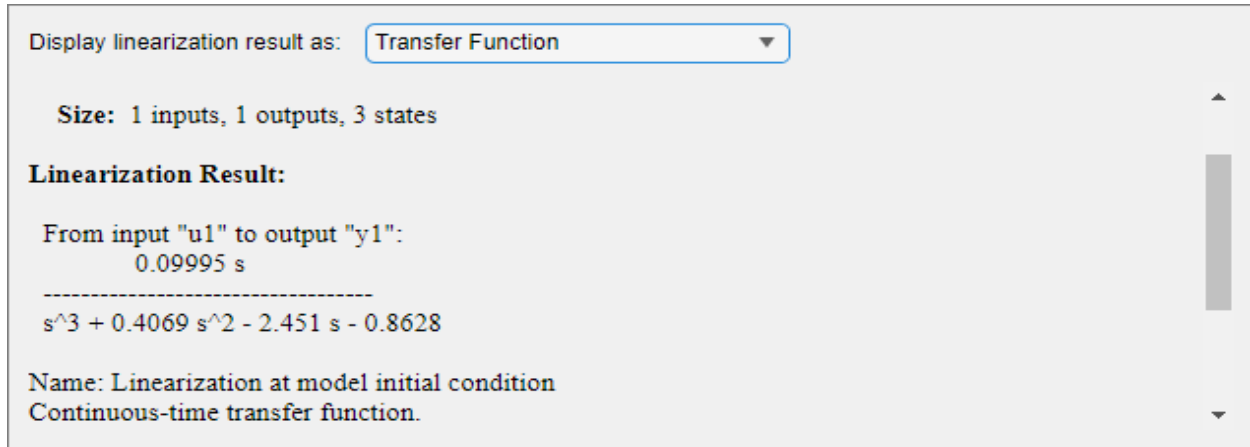 Display linearization result as: Transfer Function
Size: 1 inputs, 1 outputs, 3 states
Linearization Result:
From input "u1" to output "y1":
0.09995 s
-----------------------------------
s^3 + 0.4069 s^2 - 2.451 s - 0.8628
Name: Linearization at model initial condition
Continuous-time transfer function.